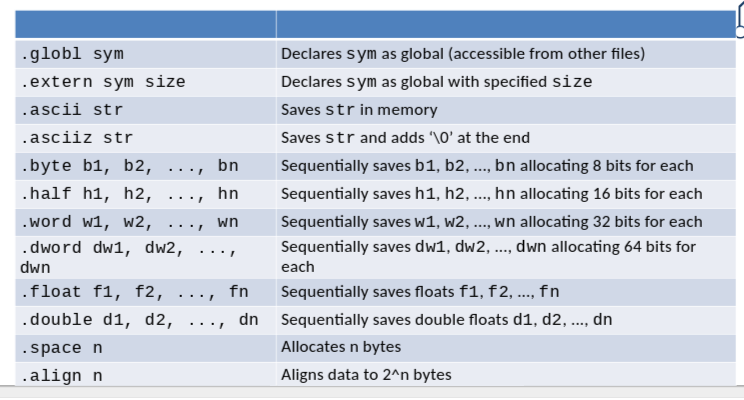 .globl sym Declares sym as global (accessible from other files)
.extern sym size Declares sym as global with specified size
.ascii str Saves str in memory
.asciiz str Saves str and adds ‘\0’ at the end
.byte b1, b2, ..., bn Sequentially saves b1, b2, ..., bn allocating 8 bits for each
.half h1, h2, ..., hn Sequentially saves h1, h2, ..., hn allocating 16 bits for each
.word w1, w2, ..., wn Sequentially saves w1, w2, ..., wn allocating 32 bits for each
.dword dw1, dw2, ..., Sequentially saves dw1, dw2, ..., dwn allocating 64 bits for
dwn each
.float f1, f2, ..., fn Sequentially saves floats f1, f2, ..., fn
.double d1, d2, ..., dn Sequentially saves double floats d1, d2, ..., dn
.space n Allocates n bytes
.align n Aligns data to 2^n bytes